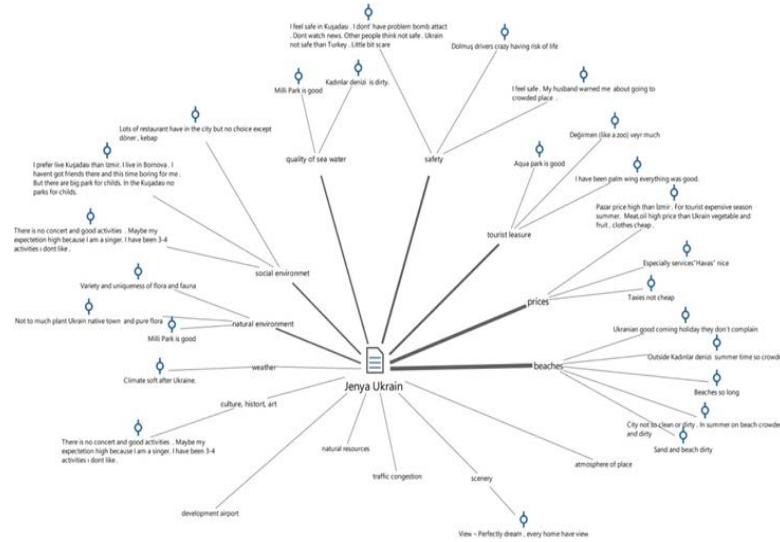 I feel safe in Kuşadası . I dont' have problem bomb attact
. Dont watch news. Other people think not safe . Ukrain
not safe than Turkey . Little bit scare
Dolmuş drivers crazy having risk of life
Milli Park is good
Kadınlar denizi is dirty.
I feel safe . My husband warned me about going to
crowded place .
Lots of restaurant have in the city but no choice except
döner , kebap
Değirmen (like a zoo) veyr much
quality of sea water
safety
Aqua park is good
I prefer live Kuşadası than İzmir. I live in Bornova . I
havent got friends there and this time boring for me .
But there are big park for childs. In the Kuşadası no
parks for childs.
I have been palm wing everything was good.
Pazar price high than İzmir . For tourist expensive season
summer. Meat,oil high price than Ukrain vegetable and
fruit , clothes cheap .
There is no concert and good activities . Maybe my
expectetion high because I am a singer. I have been 3-4
activities ı dont like .
tourist leasure
social environmet
Especially services"Havas" nice
Variety and uniqueness of flora and fauna
Taxies not cheap
prices
Not to much plant Ukrain native town and pure flora
natural environment
Milli Park is good
Ukranian good coming holiday they don't complain
Outside Kadınlar denizi summer time so crowde
weather
beaches
Climate soft after Ukraine.
Jenya Ukrain
Beaches so long
culture, histort, art
City not so clean or dirty . In summer on beach crowde
and dirty
There is no concert and good activities . Maybe my
expectetion high because I am a singer. I have been 3-4
activities ı dont like .
Sand and beach dirty
natural resources
atmosphere of place
traffic congestion
scenery
development airport
View – Perfectly dream , every home have view